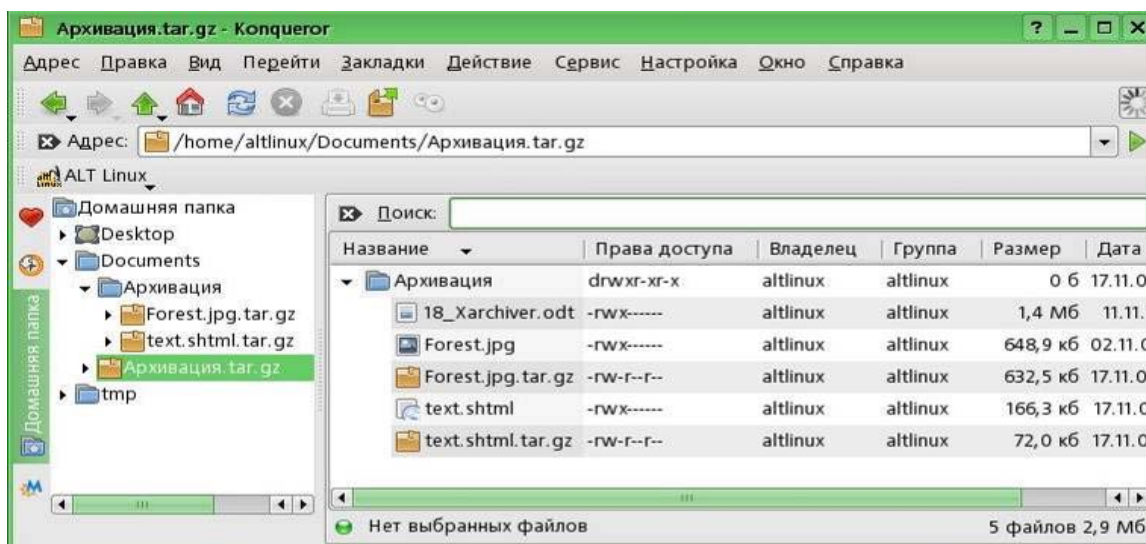 Архивация.tar.gz - Konqueror
Адрес Правка Вид Перейти Закладки Действие Сервис Настройка Окно Справка
Адрес: /home/altlinux/Documents/Архивация.tar.gz
ALT Linux
Домашняя папка
Домашняя папка
Desktop
Documents
Архивация
Forest.jpg.tar.gz
text.shtml.tar.gz
Архивация.tar.gz
tmp
Поиск:
Название Права доступа Владелец Группа Размер Дата
Архивация drwxr-xr-x altlinux altlinux 0 б 17.11.0
18_Xarchiver.odt -rwx------ altlinux altlinux 1,4 Мб 11.11.
Forest.jpg -rwx------ altlinux altlinux 648,9 кб 02.11.0
Forest.jpg.tar.gz -rw-r--r-- altlinux altlinux 632,5 кб 17.11.0
text.shtml -rwx------ altlinux altlinux 166,3 кб 17.11.0
text.shtml.tar.gz -rw-r--r-- altlinux altlinux 72,0 кб 17.11.0
Нет выбранных файлов 5 файлов 2,9 Мб